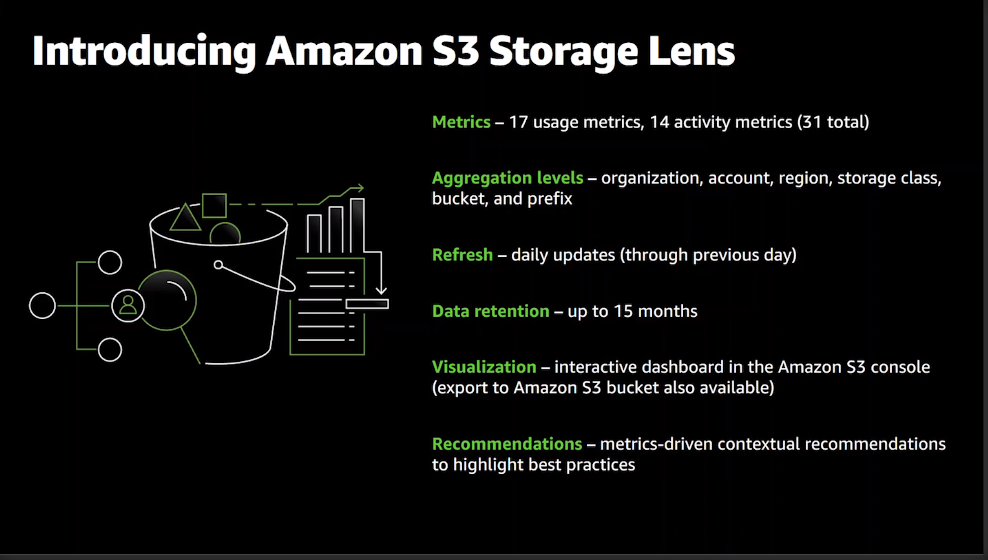 Introducing Amazon S3 Storage Lens
Metrics – 17 usage metrics, 14 activity metrics (31 total)
Aggregation levels – organization, account, region, storage class,
bucket, and prefix
Refresh – daily updates (through previous day)
Data retention – up to 15 months
Visualization – interactive dashboard in the Amazon S3 console
(export to Amazon S3 bucket also available)
Recommendations – metrics-driven contextual recommendations
to highlight best practices